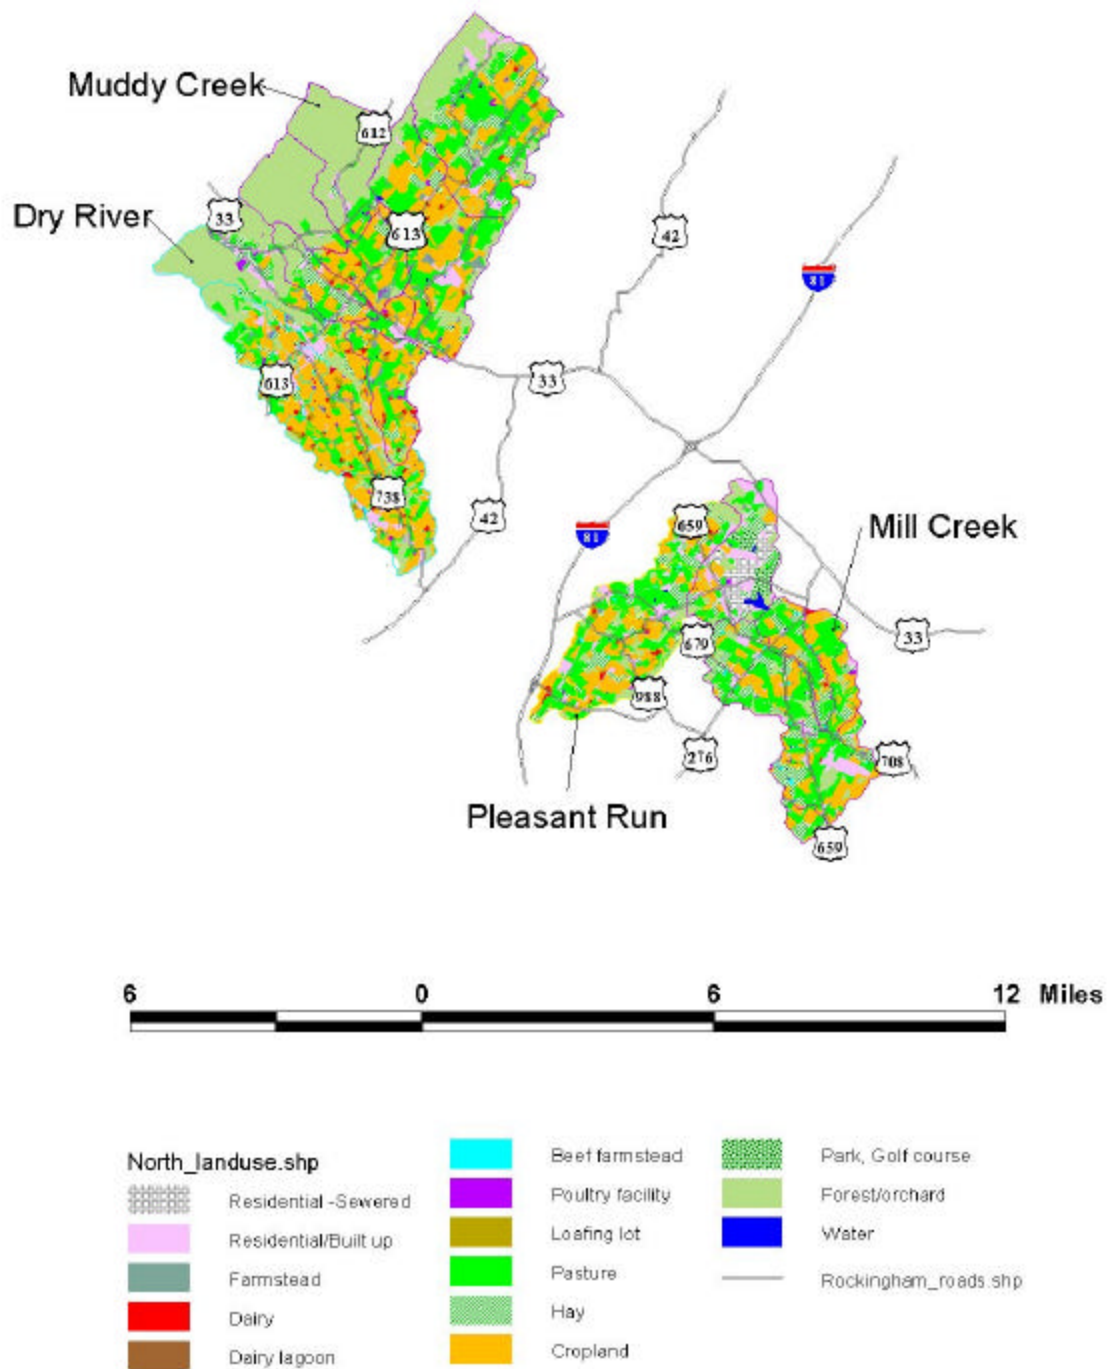 Muddy Creek
612
Dry River
33
613
42
81
613
33
738
42
659
81
Mill Creek
679
33
988
276
708
Pleasant Run
659
6 0 6 12 Miles
North_landuse.shp
Residential -Sewered
Residential/Built up
Farmstead
Dairy
Dairy lagoon
Beef farmstead
Poultry facility
Loafing lot
Pasture
Hay
Cropland
Park, Golf course
Forest/orchard
Water
Rockingham_roads.shp